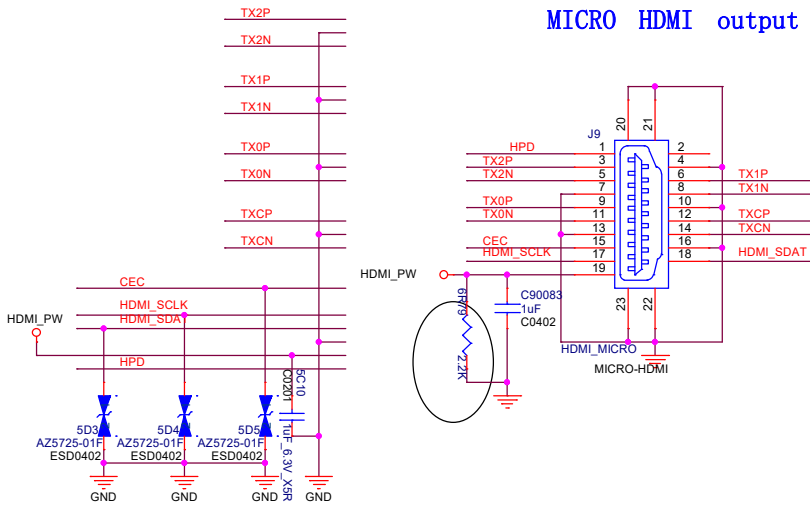 MICRO HDMI output
TX2P
TX2N
TX1P
TX1N
TX0P
TX0N
TXCP
TXCN
CEC
HDMI_SCLK
HDMI_SDAT
HDMI_PW
HPD
5D3
AZ5725-01F
ESD0402
5D4
AZ5725-01F
ESD0402
5D5
AZ5725-01F
ESD0402
5C10
C0201
1uF_6.3V_X5R
GND
GND
GND
GND
J9
20
21
HPD
1
2
TX2P
3
4
TX2N
5
6
TX1P
7
8
TX1N
TX0P
9
10
TX0N
11
12
TXCP
13
14
TXCN
CEC
15
16
HDMI_SCLK
17
18
HDMI_SDAT
19
HDMI_PW
23
22
6R79
2.2K
C90083
1uF
C0402
HDMI_MICRO
MICRO-HDMI